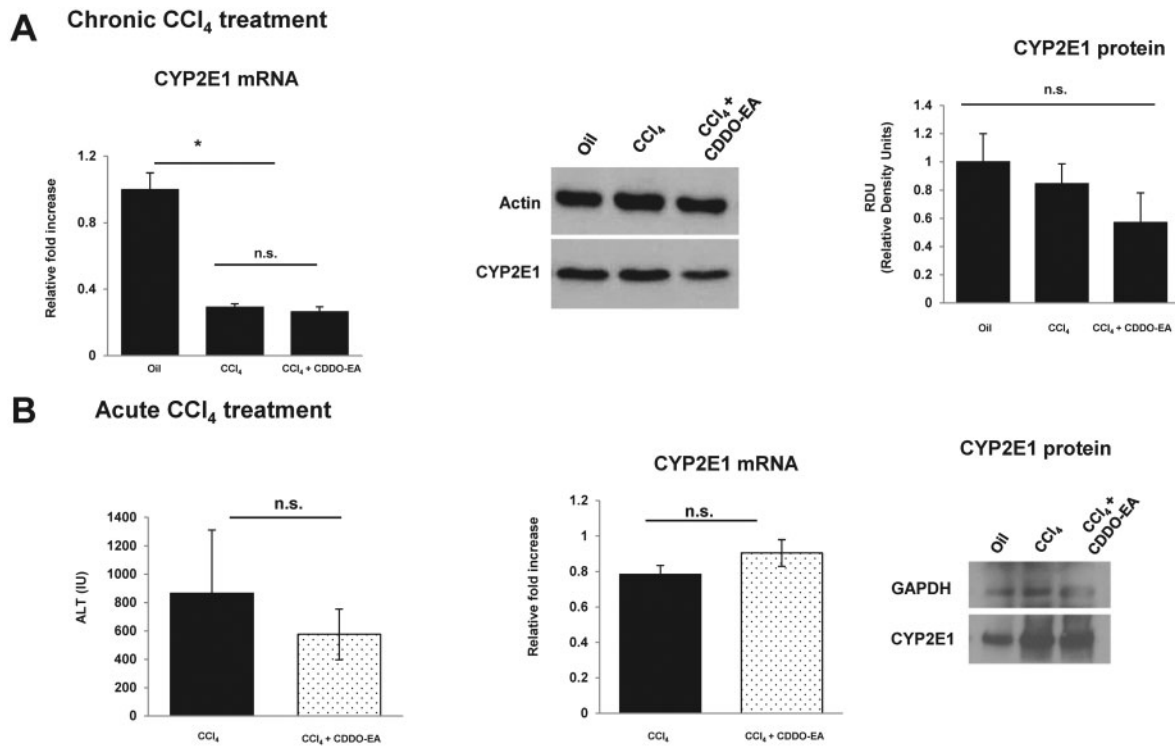 A
Chronic CCl₄ treatment
CYP2E1 mRNA
Relative fold increase
1.2
0.8
0.4
0
*
n.s.
Oil
CCl₄
CCl₄ + CDDO-EA
Oil
CCl₄
CCl₄ +
CDDO-EA
Actin
CYP2E1
CYP2E1 protein
RDU
(Relative Density Units)
1.4
1.2
1
0.8
0.6
0.4
0.2
0
n.s.
Oil
CCl₄
CCl₄ + CDDO-EA
B
Acute CCl₄ treatment
ALT (IU)
1400
1200
1000
800
600
400
200
0
n.s.
CCl₄
CCl₄ + CDDO-EA
CYP2E1 mRNA
Relative fold increase
1.2
1
0.8
0.6
0.4
0.2
0
n.s.
CCl₄
CCl₄ + CDDO-EA
CYP2E1 protein
Oil
CCl₄
CCl₄ +
CDDO-EA
GAPDH
CYP2E1